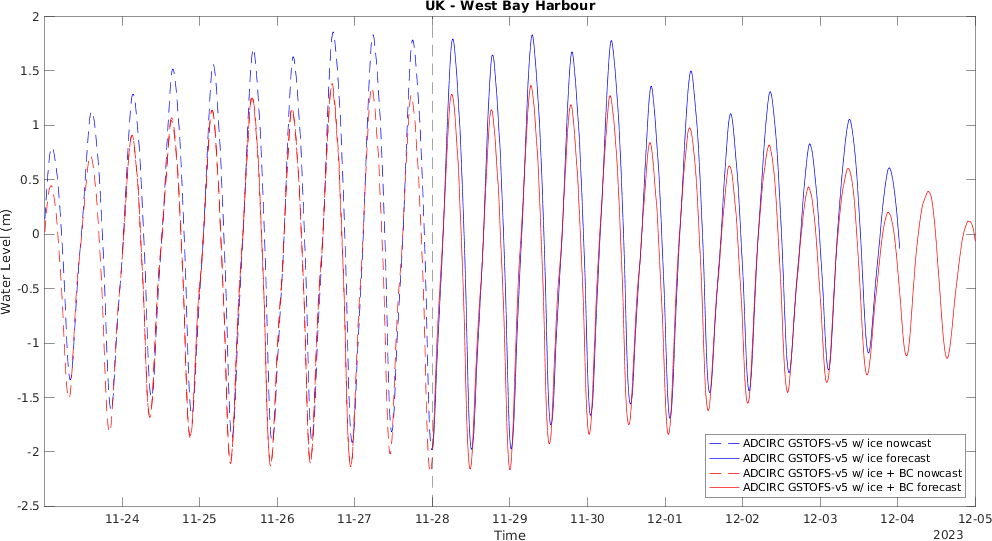 UK - West Bay Harbour
2
1.5
1
0.5
0
-0.5
-1
-1.5
-2
-2.5
Water Level (m)
11-24 11-25 11-26 11-27 11-28 11-29 11-30 12-01 12-02 12-03 12-04 12-05
Time
2023
ADCIRC GSTOFS-v5 w/ ice nowcast
ADCIRC GSTOFS-v5 w/ ice forecast
ADCIRC GSTOFS-v5 w/ ice + BC nowcast
ADCIRC GSTOFS-v5 w/ ice + BC forecast